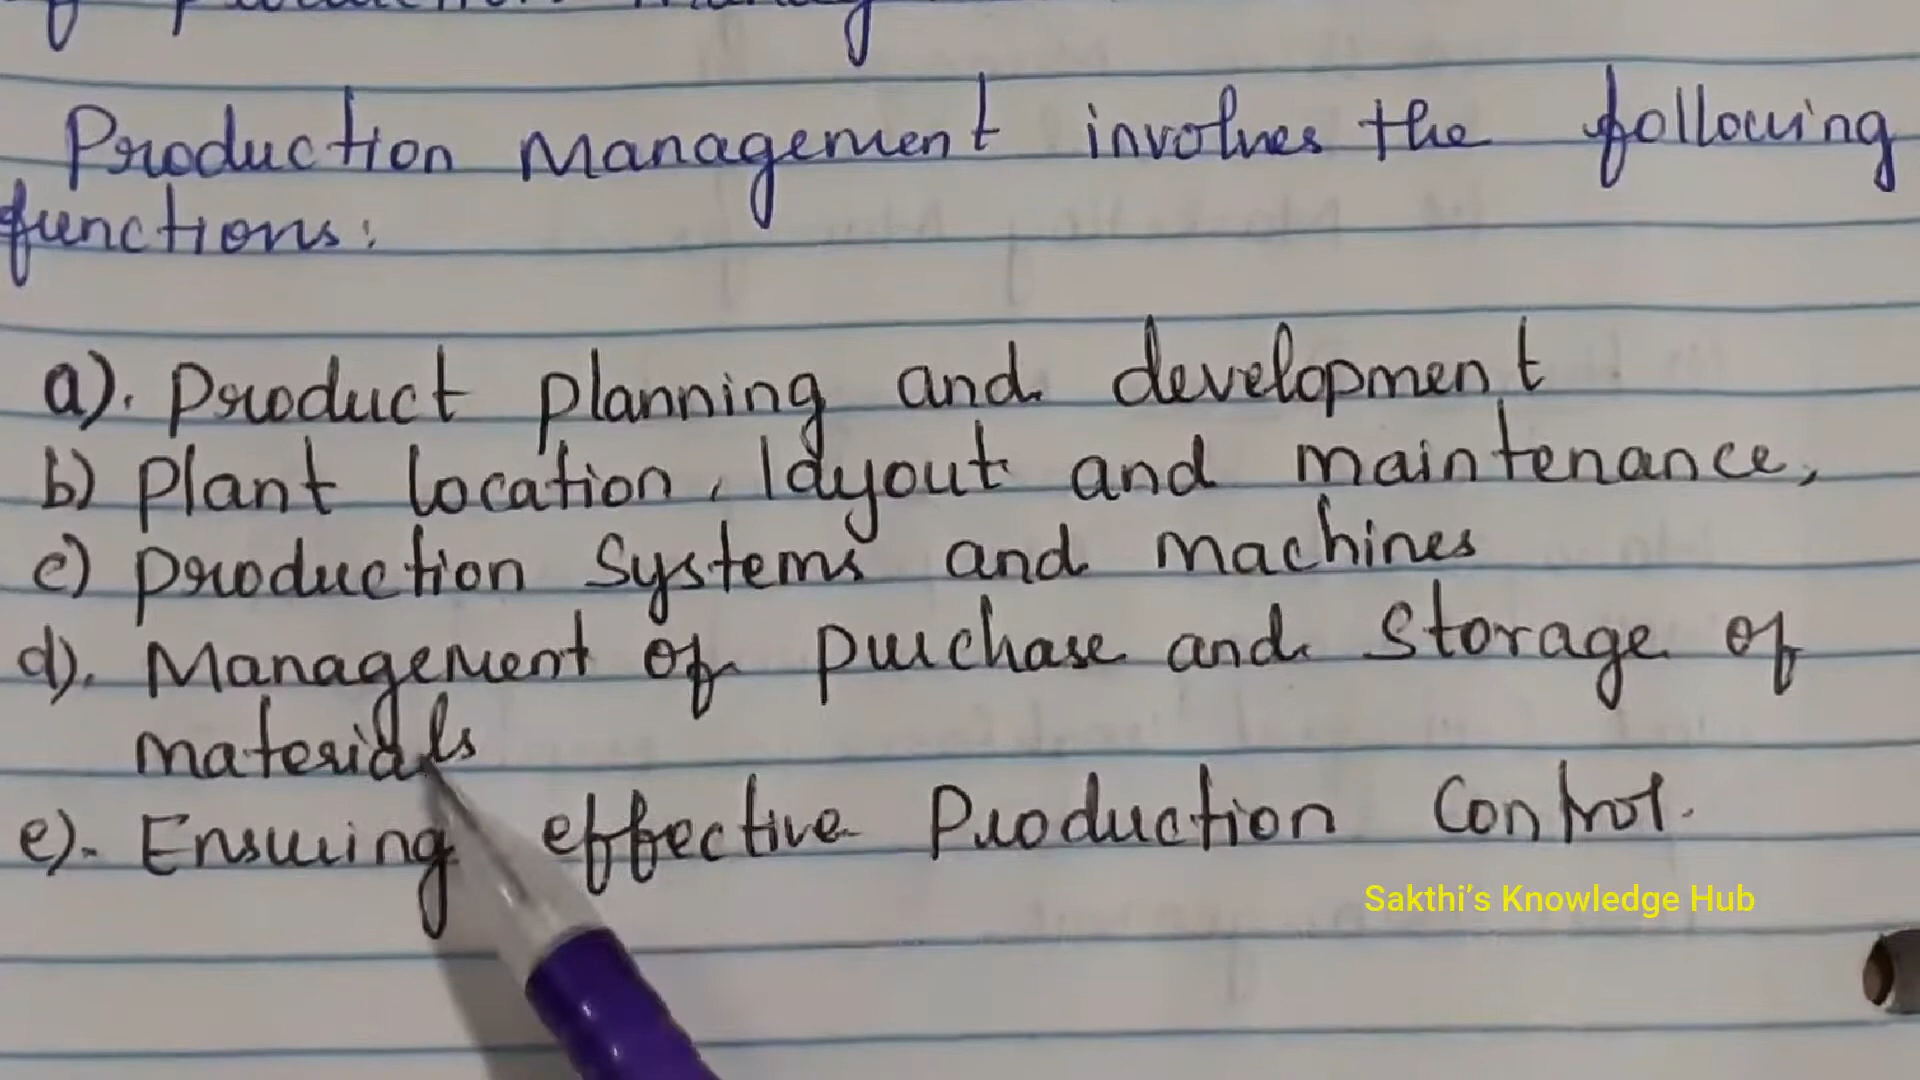 Production Management involves the following
functions:
a). Product planning and development
b) Plant location, layout and maintenance,
c) production Systems and machines
d). Management of purchase and Storage of
materials
e). Ensuring effective Production Control.
Sakthi's Knowledge Hub